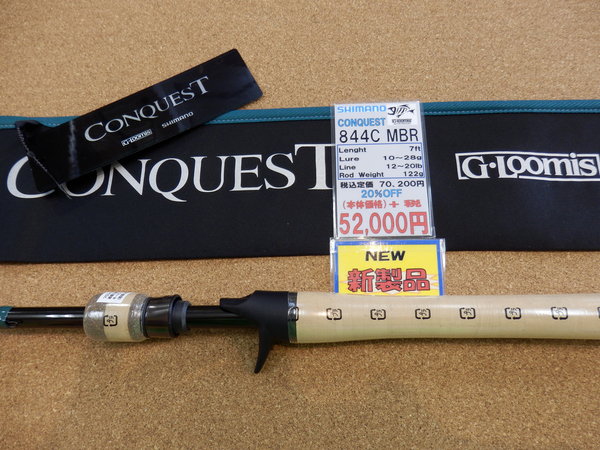 CONQUEST
G-Loomis SHIMANO
CONQUEST
G·Loomis
SHIMANO
CONQUEST G-Loomis
844C MBR
Lenght 7ft
Lure 10～28g
Line 12～20lb
Rod Weight 122g
税込定価 70,200円
20%OFF
(本体価格)+税
52,000円
NEW
新製品